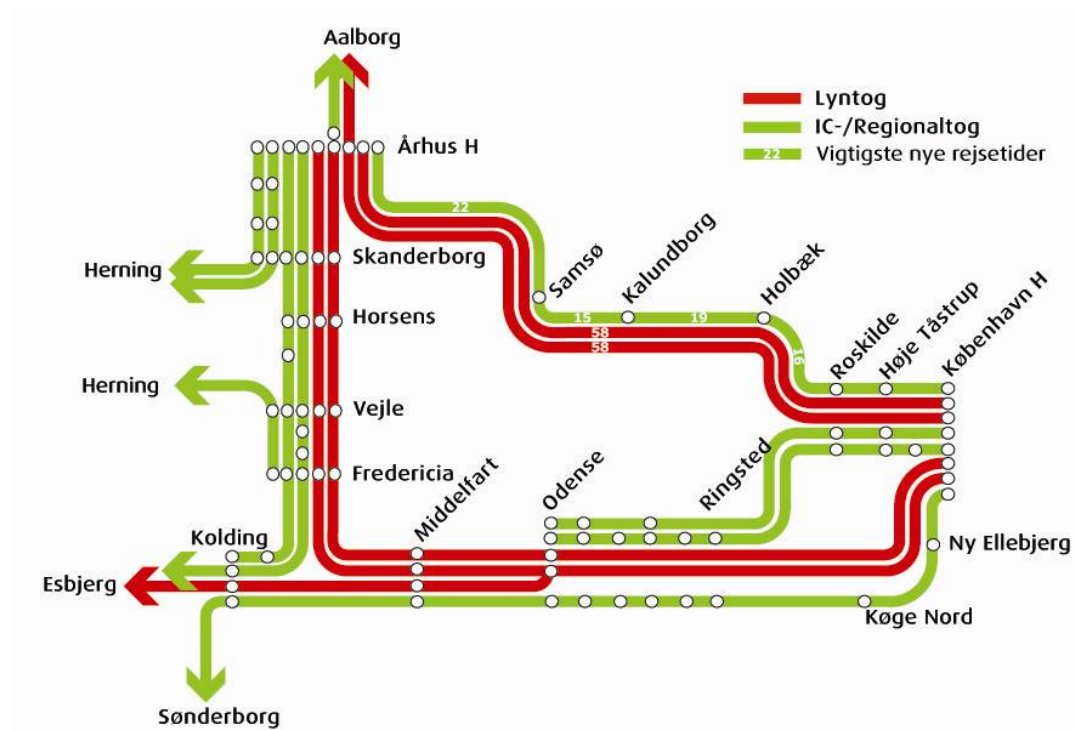 Aalborg
Lyntog
IC-/Regionaltog
22 Vigtigste nye rejsetider
Århus H
22
Skanderborg
Herning
Samsø
Kalundborg
Holbæk
Horsens
15
19
58
58
16
Roskilde
Høje Tåstrup
København H
Herning
Vejle
Fredericia
Middelfart
Odense
Ringsted
Kolding
Ny Ellebjerg
Esbjerg
Køge Nord
Sønderborg